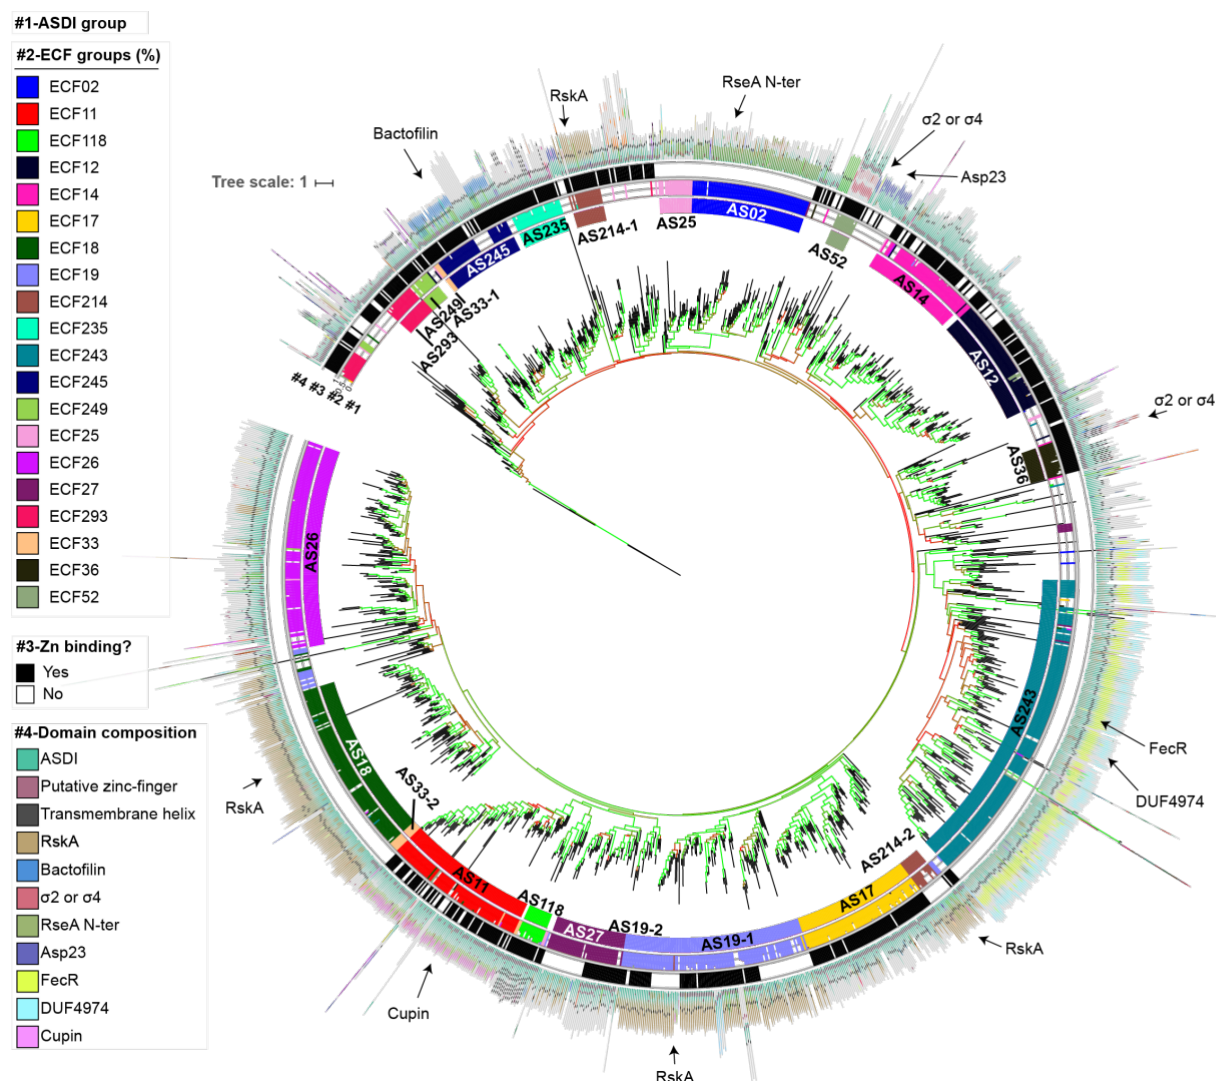 #1-ASDI group
#2-ECF groups (%)
ECF02
ECF11
ECF118
ECF12
ECF14
ECF17
ECF18
ECF19
ECF214
ECF235
ECF243
ECF245
ECF249
ECF25
ECF26
ECF27
ECF293
ECF33
ECF36
ECF52
#3-Zn binding?
Yes
No
#4-Domain composition
ASDI
Putative zinc-finger
Transmembrane helix
RskA
Bactofilin
σ2 or σ4
RseA N-ter
Asp23
FecR
DUF4974
Cupin
Tree scale: 1
Bactofilin
RskA
RseA N-ter
σ2 or σ4
Asp23
σ2 or σ4
FecR
DUF4974
RskA
RskA
Cupin
RskA
#4 #3 #2 #1
AS293
AS249
AS33-1
AS245
AS235
AS214-1
AS25
AS02
AS52
AS14
AS12
AS36
AS243
AS214-2
AS17
AS19-1
AS19-2
AS27
AS118
AS11
AS33-2
AS18
AS26